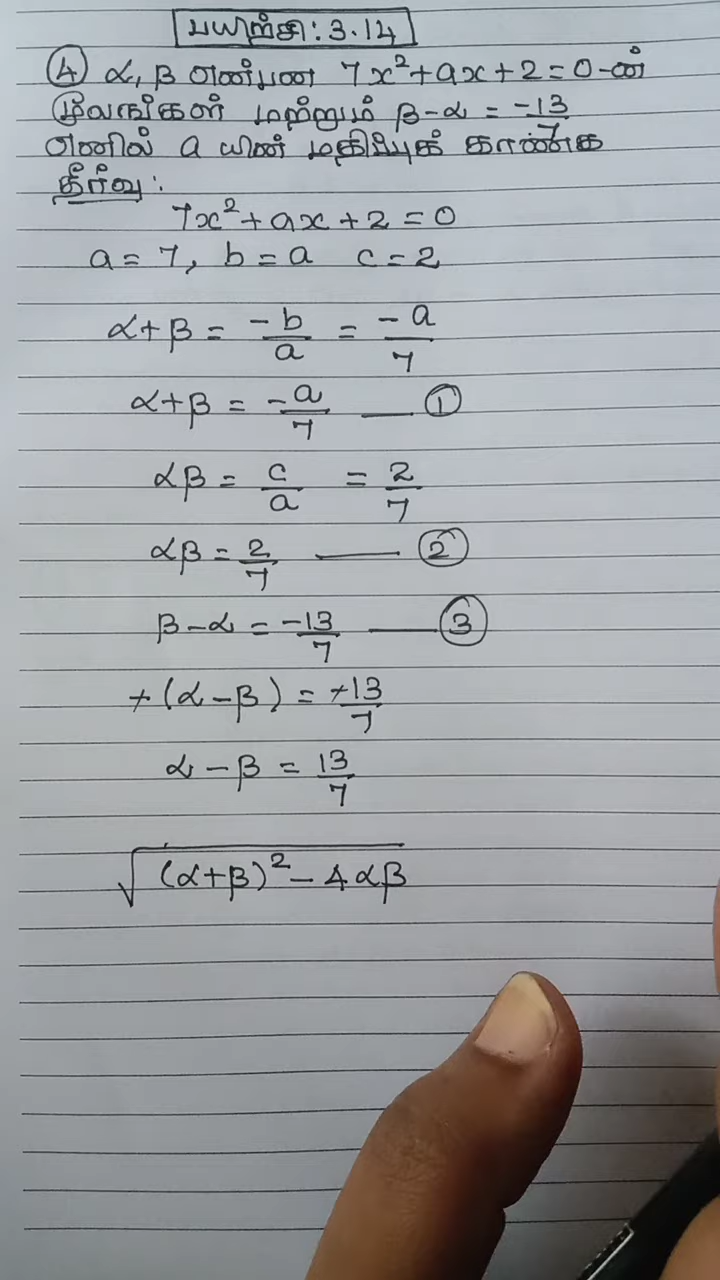 பயிற்சி: 3.14
④ α, β என்பன 7x²+ax+2=0-ன்
மூலங்கள் மற்றும் β-α = -13/7
எனில் a யின் மதிப்புக் காண்க
தீர்வு:
7x²+ax+2=0
a=7, b=a c=2
α+β = -b/a = -a/7
α+β = -a/7 — ①
αβ = c/a = 2/7
αβ = 2/7 — ②
β-α = -13/7 — ③
+(α-β) = +13/7
α-β = 13/7
√((α+β)²-4αβ)